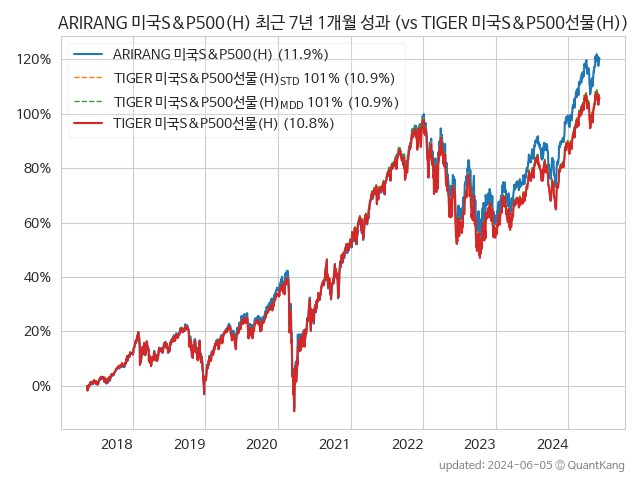 ARIRANG 미국S&P500(H) 최근 7년 1개월 성과 (vs TIGER 미국S&P500선물(H))
120%
100%
80%
60%
40%
20%
0%
ARIRANG 미국S&P500(H) (11.9%)
TIGER 미국S&P500선물(H)STD 101% (10.9%)
TIGER 미국S&P500선물(H)MDD 101% (10.9%)
TIGER 미국S&P500선물(H) (10.8%)
2018 2019 2020 2021 2022 2023 2024
updated: 2024-06-05 © QuantKang